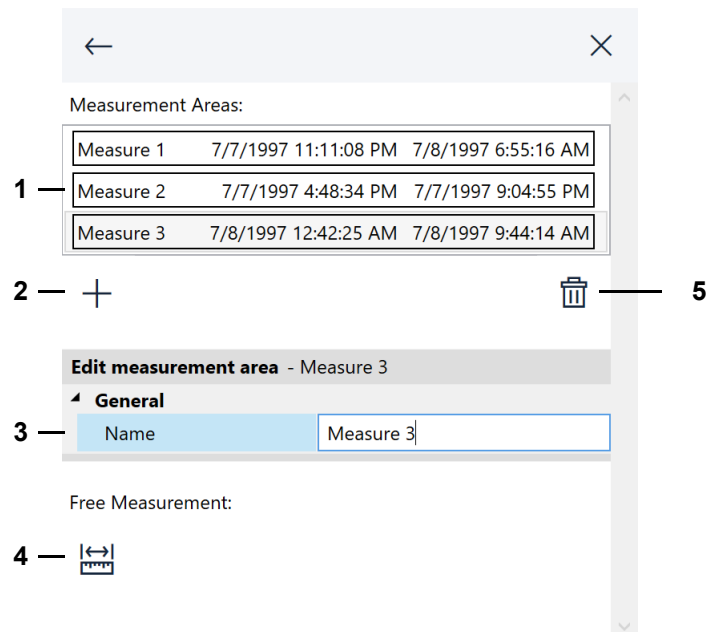 Measurement Areas:
Measure 1 7/7/1997 11:11:08 PM 7/8/1997 6:55:16 AM
1 Measure 2 7/7/1997 4:48:34 PM 7/7/1997 9:04:55 PM
Measure 3 7/8/1997 12:42:25 AM 7/8/1997 9:44:14 AM
2 5
Edit measurement area - Measure 3
General
3 Name Measure 3
Free Measurement:
4